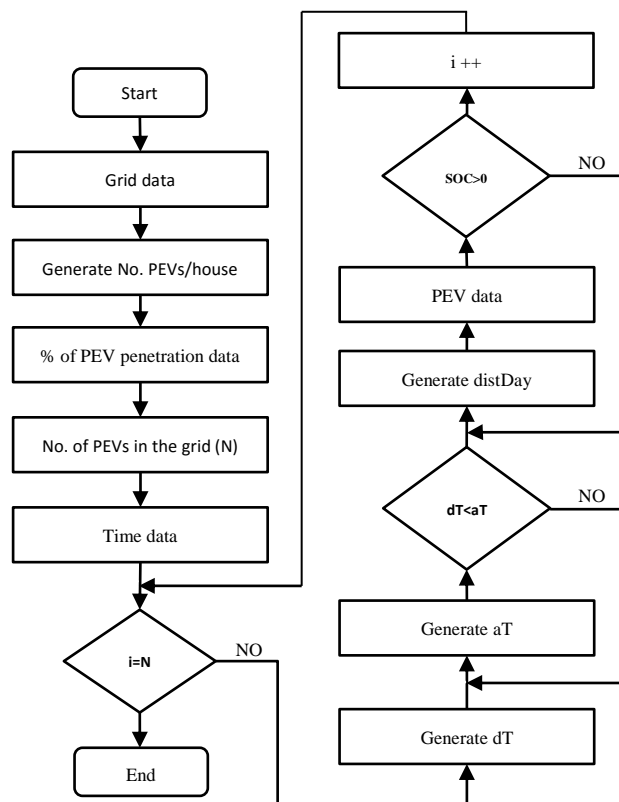 Start
Grid data
Generate No. PEVs/house
% of PEV penetration data
No. of PEVs in the grid (N)
Time data
i=N
NO
End
i ++
SOC>0
NO
PEV data
Generate distDay
dT<aT
NO
Generate aT
Generate dT